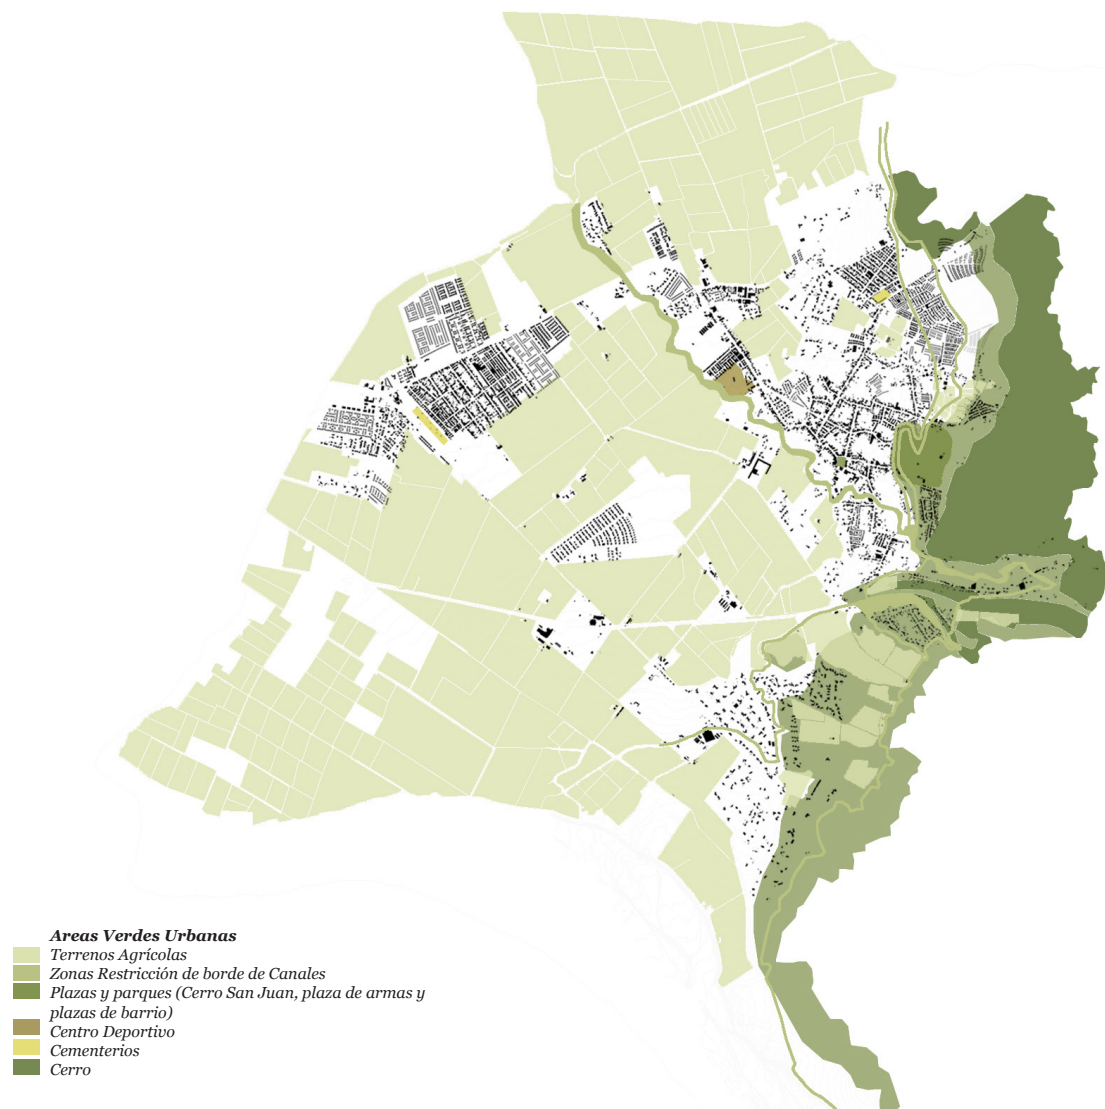 Areas Verdes Urbanas
Terrenos Agrícolas
Zonas Restricción de borde de Canales
Plazas y parques (Cerro San Juan, plaza de armas y
plazas de barrio)
Centro Deportivo
Cementerios
Cerro